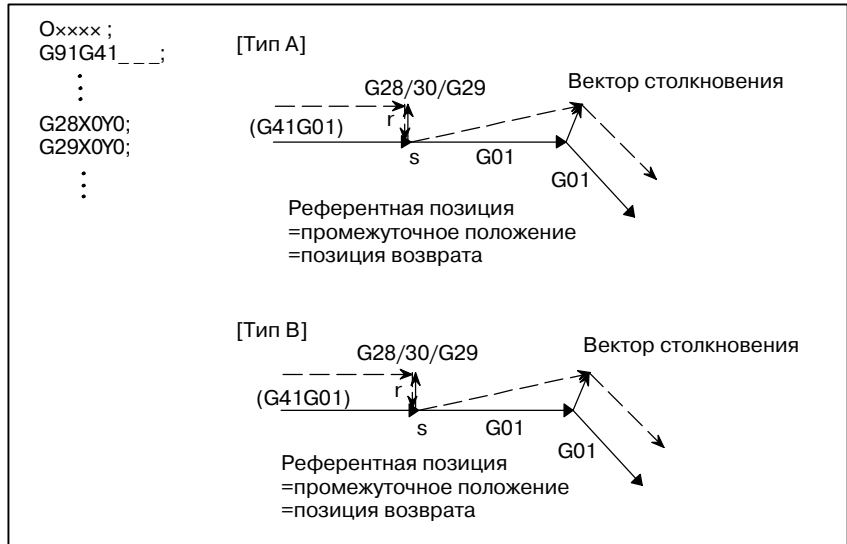 O×××× ;
G91G41_ _ _;
G28X0Y0;
G29X0Y0;
[Тип A]
G28/30/G29
Вектор столкновения
(G41G01)
r
s
G01
G01
Референтная позиция
=промежуточное положение
=позиция возврата
[Тип B]
G28/30/G29
Вектор столкновения
(G41G01)
r
s
G01
G01
Референтная позиция
=промежуточное положение
=позиция возврата